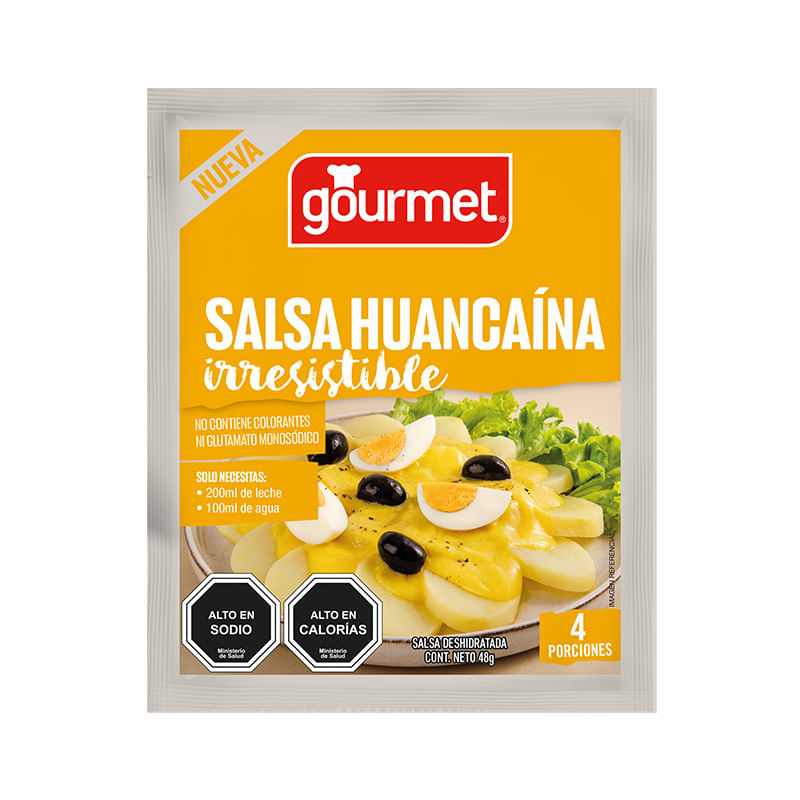 NUEVA
gourmet®
SALSA HUANCAÍNA
irresistible
NO CONTIENE COLORANTES
NI GLUTAMATO MONOSÓDICO
SOLO NECESITAS:
• 200ml de leche
• 100ml de agua
ALTO EN
SODIO
Ministerio
de Salud
ALTO EN
CALORÍAS
Ministerio
de Salud
SALSA DESHIDRATADA
CONT. NETO 48g
4
PORCIONES
IMAGEN REFERENCIAL